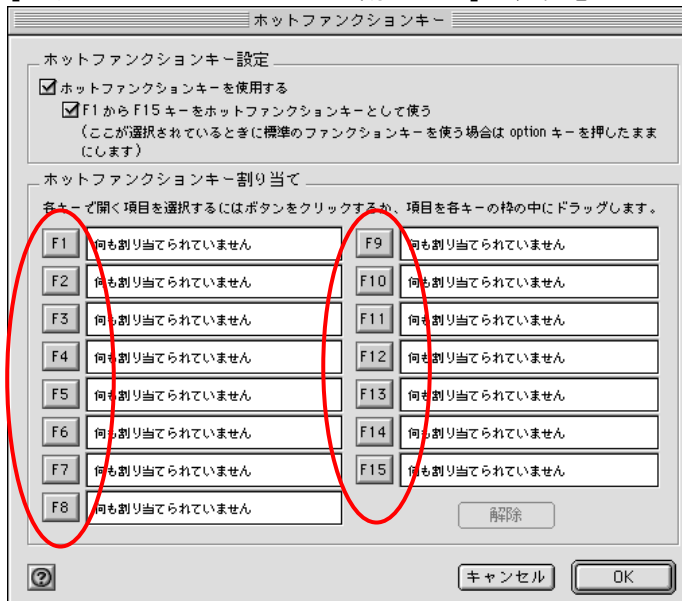 ホットファンクションキー
ホットファンクションキー設定
ホットファンクションキーを使用する
F1 から F15 キーをホットファンクションキーとして使う
（ここが選択されているときに標準のファンクションキーを使う場合は option キーを押したまま
にします）
ホットファンクションキー割り当て
各キーで開く項目を選択するにはボタンをクリックするか、項目を各キーの枠の中にドラッグします。
F1 何も割り当てられていません F9 何も割り当てられていません
F2 何も割り当てられていません F10 何も割り当てられていません
F3 何も割り当てられていません F11 何も割り当てられていません
F4 何も割り当てられていません F12 何も割り当てられていません
F5 何も割り当てられていません F13 何も割り当てられていません
F6 何も割り当てられていません F14 何も割り当てられていません
F7 何も割り当てられていません F15 何も割り当てられていません
F8 何も割り当てられていません 解除
? キャンセル OK